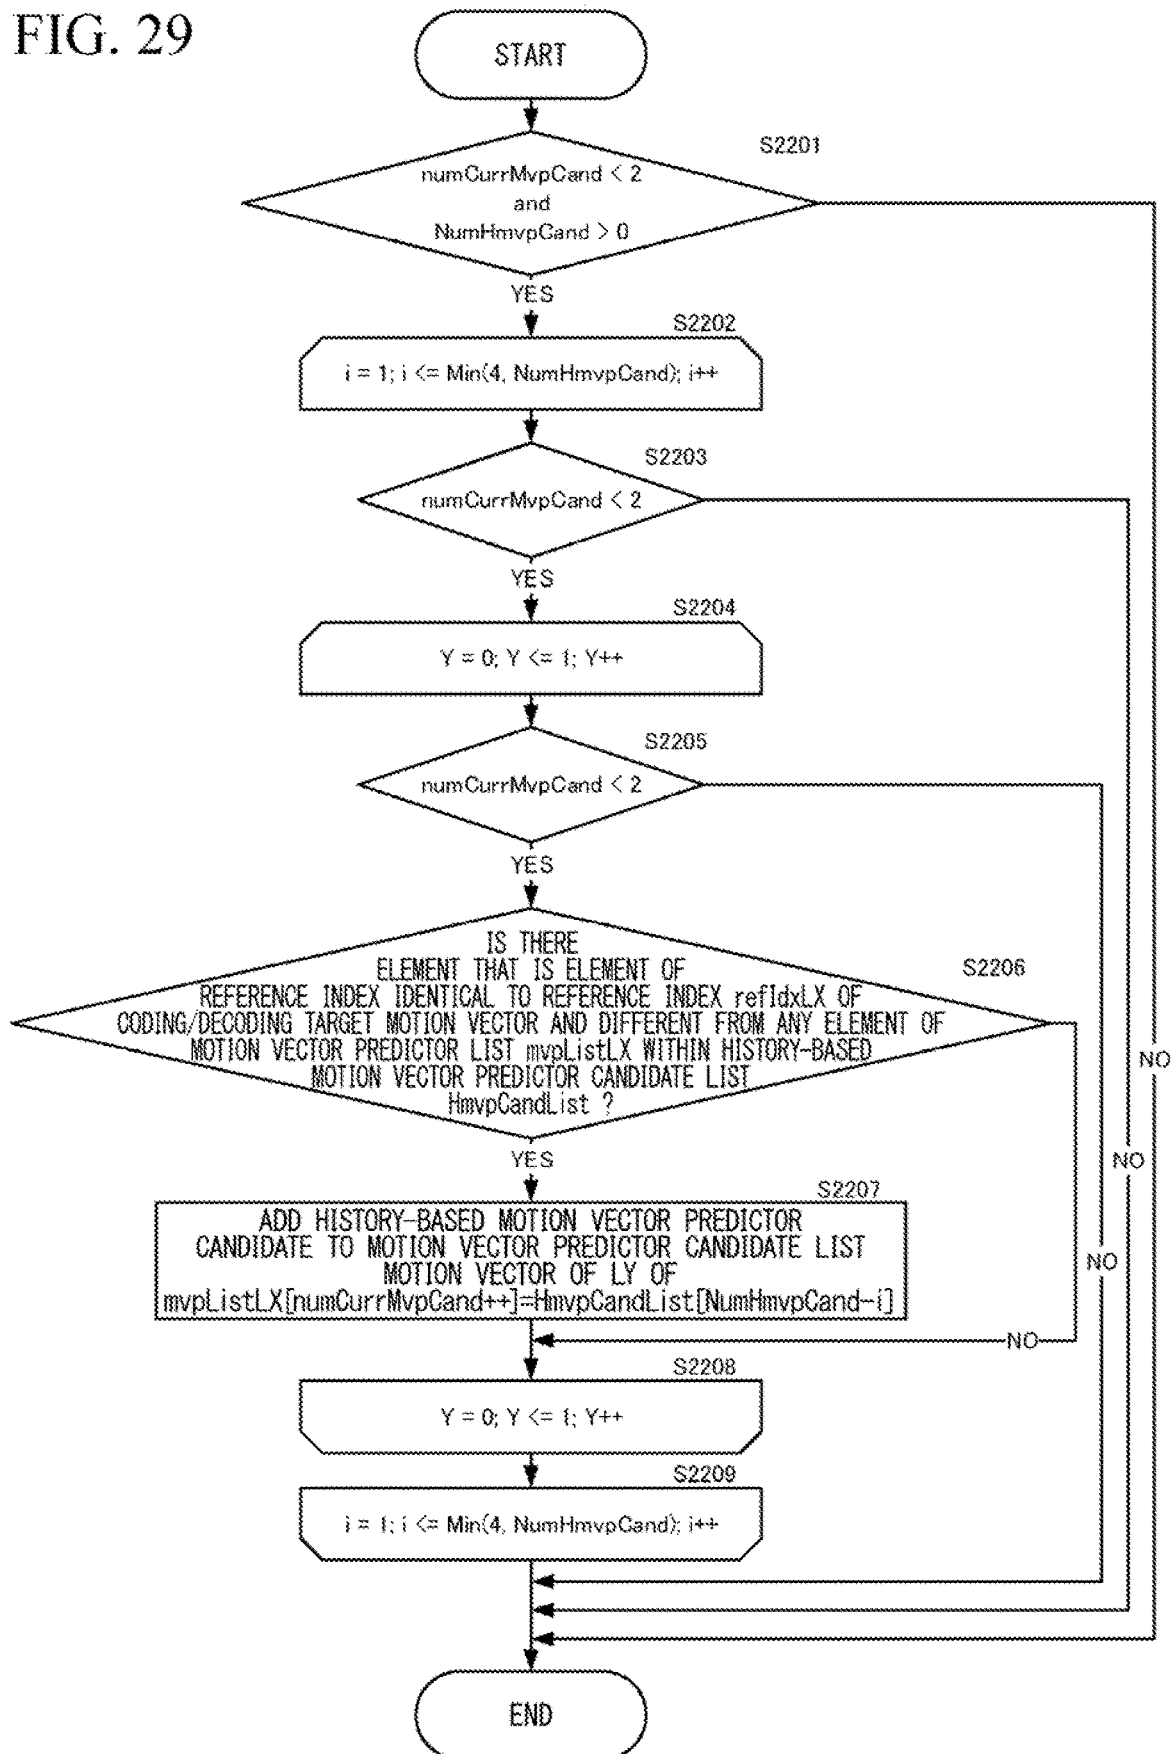 FIG. 29
START
S2201
numCurrMvpCand < 2
and
NumHmvpCand > 0
YES
S2202
i = 1; i <= Min(4, NumHmvpCand); i++
S2203
numCurrMvpCand < 2
YES
S2204
Y = 0; Y <= 1; Y++
S2205
numCurrMvpCand < 2
YES
IS THERE
ELEMENT THAT IS ELEMENT OF
S2206
REFERENCE INDEX IDENTICAL TO REFERENCE INDEX refIdxLX OF
CODING/DECODING TARGET MOTION VECTOR AND DIFFERENT FROM ANY ELEMENT OF
MOTION VECTOR PREDICTOR LIST mvpListLX WITHIN HISTORY-BASED
MOTION VECTOR PREDICTOR CANDIDATE LIST
HmvpCandList ?
NO
YES
NO
S2207
ADD HISTORY-BASED MOTION VECTOR PREDICTOR
CANDIDATE TO MOTION VECTOR PREDICTOR CANDIDATE LIST
MOTION VECTOR OF LY OF
mvpListLX[numCurrMvpCand++]=HmvpCandList[NumHmvpCand-i]
NO
NO
S2208
Y = 0; Y <= 1; Y++
S2209
i = 1; i <= Min(4, NumHmvpCand); i++
END